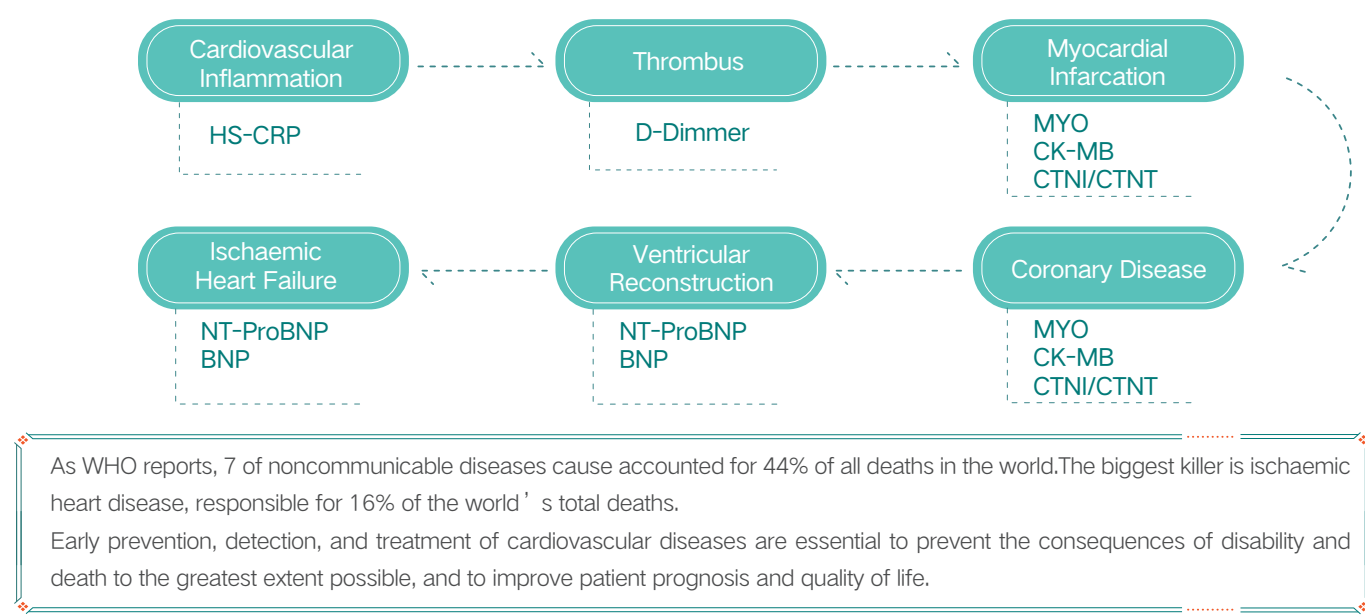 Cardiovascular
Inflammation
HS-CRP
Thrombus
D-Dimmer
Myocardial
Infarcation
MYO
CK-MB
CTNI/CTNT
Coronary Disease
MYO
CK-MB
CTNI/CTNT
Ventricular
Reconstruction
NT-ProBNP
BNP
Ischaemic
Heart Failure
NT-ProBNP
BNP
As WHO reports, 7 of noncommunicable diseases cause accounted for 44% of all deaths in the world.The biggest killer is ischaemic
heart disease, responsible for 16% of the world’s total deaths.
Early prevention, detection, and treatment of cardiovascular diseases are essential to prevent the consequences of disability and
death to the greatest extent possible, and to improve patient prognosis and quality of life.